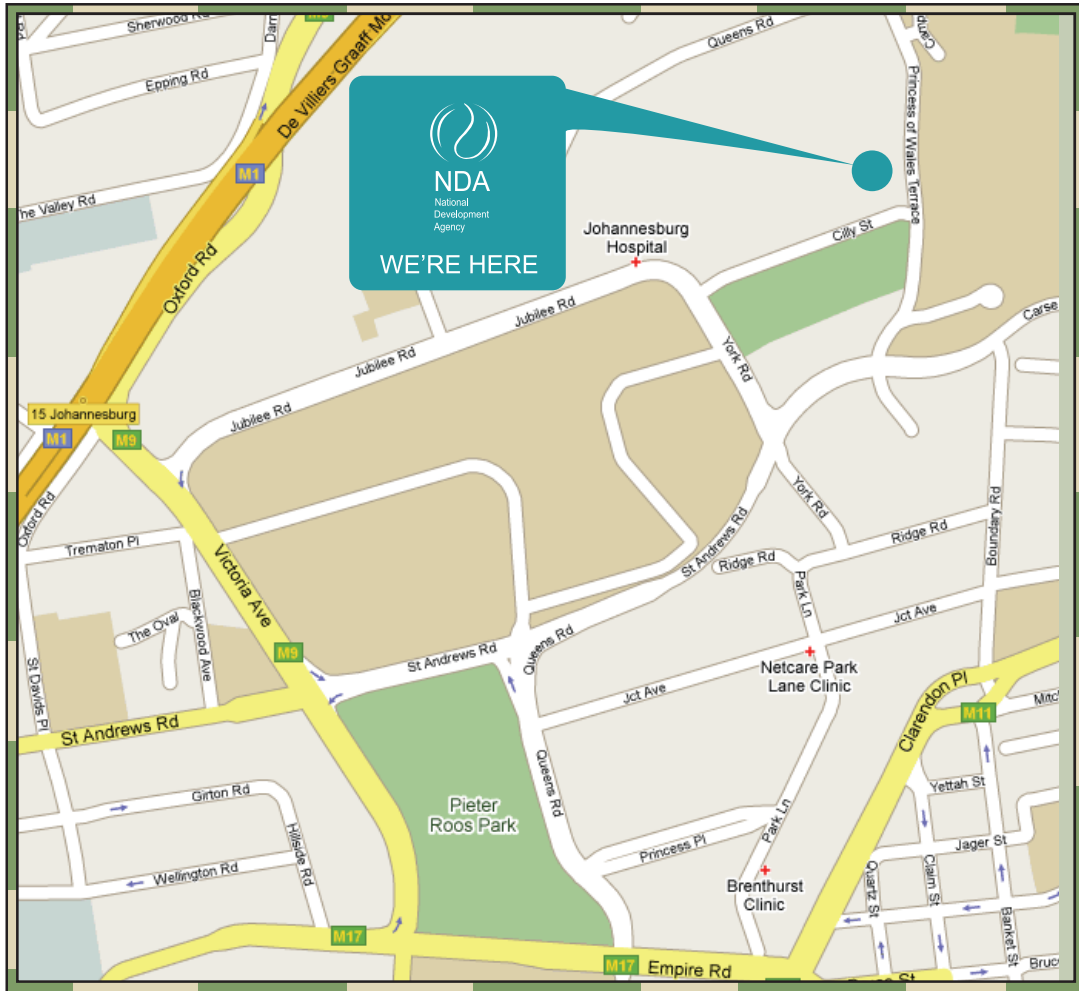 Sherwood Rd
Epping Rd
De Villiers Graaff Mo
Queens Rd
Princess of Wales Terrace
M1
The Valley Rd
Oxford Rd
NDA
National
Development
Agency
WE'RE HERE
Johannesburg
Hospital
Cilly St
Jubilee Rd
Jubilee Rd
Jubilee Rd
York Rd
Carse
15 Johannesburg
M1
M9
Oxford Rd
Trematon Pl
Victoria Ave
Blackwood Ave
The Oval
St Davids Pl
M9
St Andrews Rd
St Andrews Rd
Queens Rd
St Andrews Rd
York Rd
Ridge Rd
Ridge Rd
Boundary Rd
Park Ln
Jct Ave
Jct Ave
Netcare Park
Lane Clinic
Clarendon Pl
M11
Mitc
Girton Rd
Hillside Rd
Wellington Rd
Pieter
Roos Park
Queens Rd
Princess Pl
Park Ln
Brenthurst
Clinic
Yettah St
Jager St
Quartz St
Claim St
Banket St
Bruc
M17
M17
Empire Rd